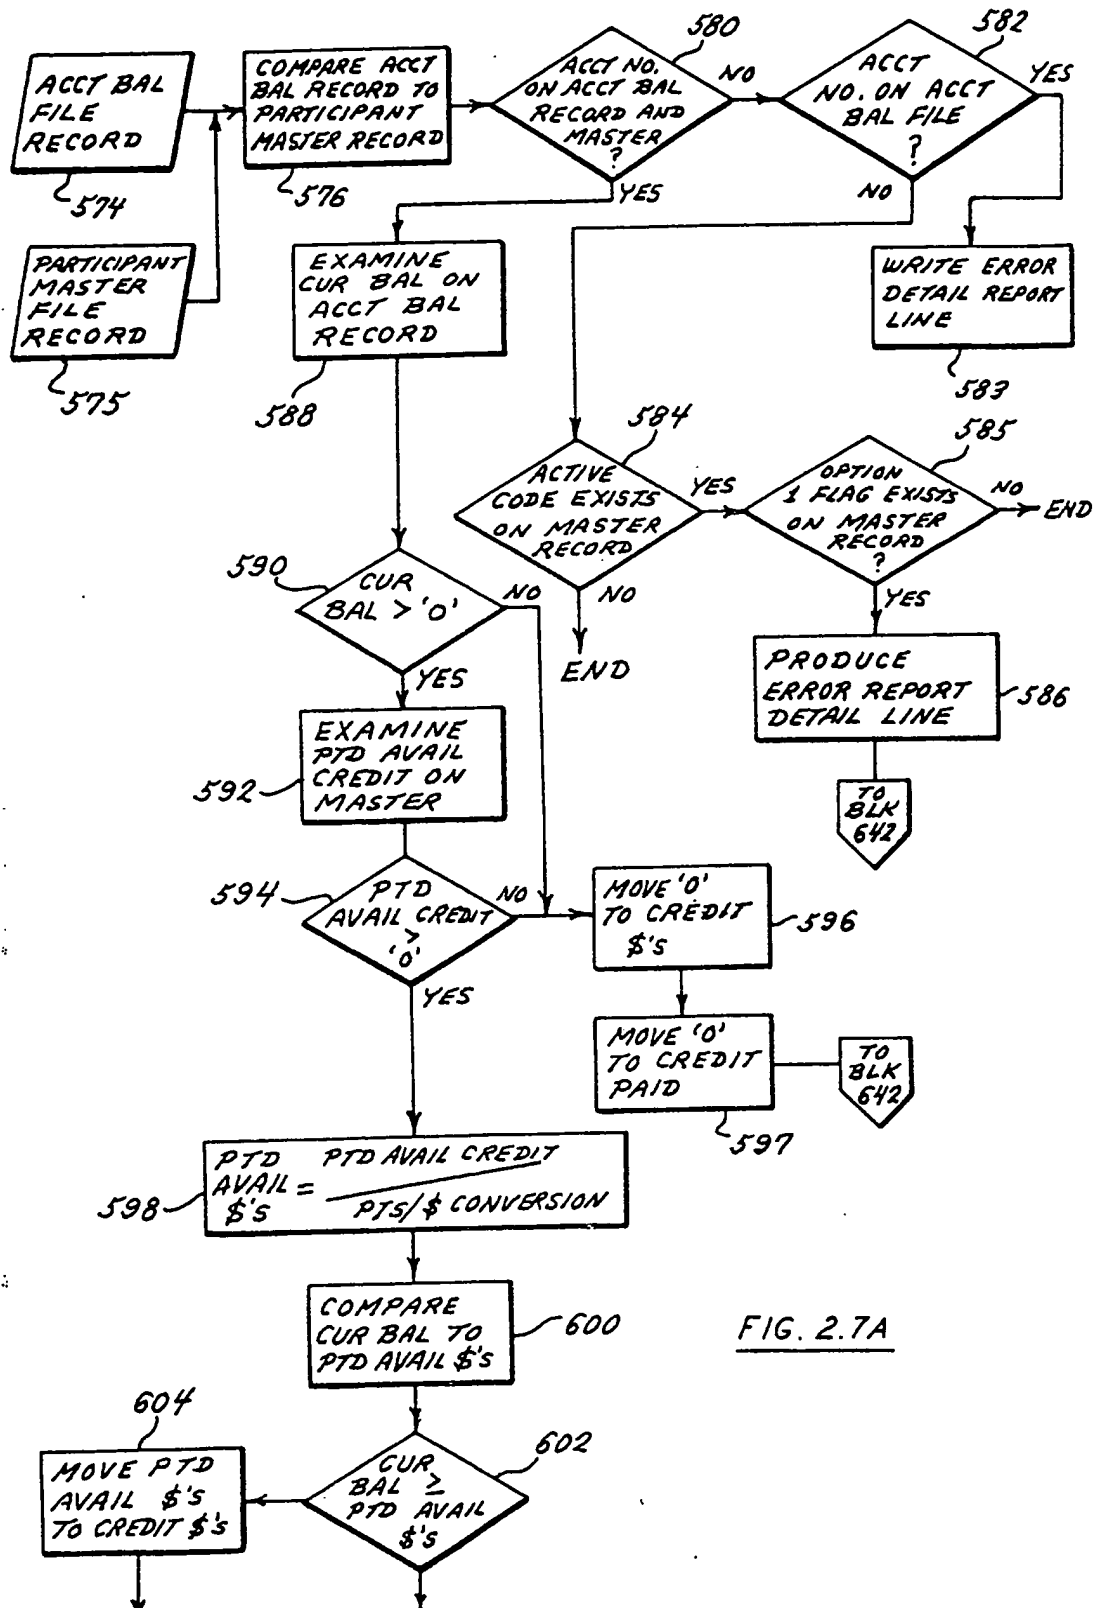 ACCT BAL
FILE
RECORD
574
PARTICIPANT
MASTER
FILE
RECORD
575
COMPARE ACCT
BAL RECORD TO
PARTICIPANT
MASTER RECORD
576
580
ACCT NO.
ON ACCT BAL
RECORD AND
MASTER
?
NO
YES
582
ACCT
NO. ON ACCT
BAL FILE
?
YES
NO
WRITE ERROR
DETAIL REPORT
LINE
583
EXAMINE
CUR BAL ON
ACCT BAL
RECORD
588
584
ACTIVE
CODE EXISTS
ON MASTER
RECORD
YES
NO
END
585
OPTION
1 FLAG EXISTS
ON MASTER
RECORD
?
NO
END
YES
PRODUCE
ERROR REPORT
DETAIL LINE
586
TO
BLK
642
590
CUR
BAL > '0'
NO
YES
EXAMINE
PTD AVAIL
CREDIT ON
MASTER
592
594
PTD
AVAIL CREDIT
>
'0'
NO
YES
MOVE '0'
TO CREDIT
$'s
596
MOVE '0'
TO CREDIT
PAID
597
TO
BLK
642
PTD
AVAIL
$'s
=
PTD AVAIL CREDIT
PTS/$ CONVERSION
598
COMPARE
CUR BAL TO
PTD AVAIL $'s
600
FIG. 2.7A
604
MOVE PTD
AVAIL $'s
TO CREDIT $'s
602
CUR
BAL ≥
PTD AVAIL
$'s